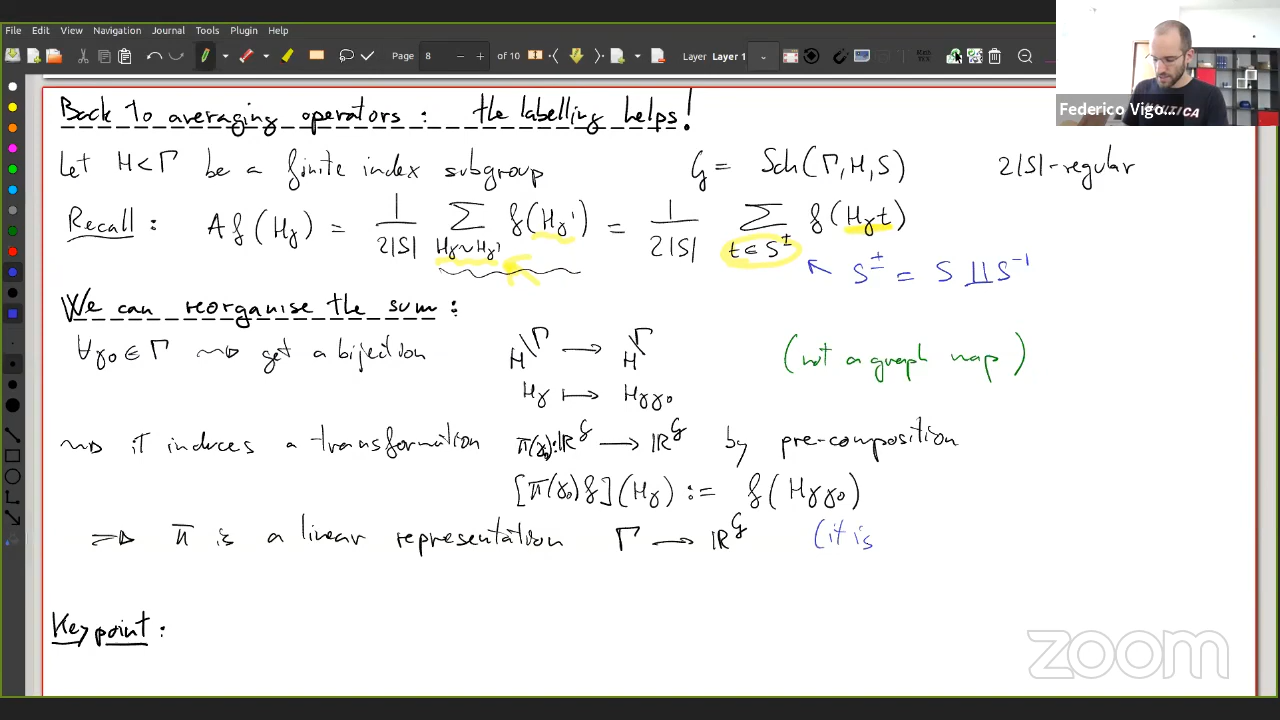 File Edit View Navigation Journal Tools Plugin Help
Page 8 of 10 Layer Layer 1
Federico Vigo...
POLITICA
Back to averaging operators: the labelling helps!
Let H < Γ be a finite index subgroup G = Sch(Γ, H, S) 2|S|-regular
Recall: Af(Hγ) = 1/2|S| ∑_{Hγ~Hγ'} f(Hγ') = 1/2|S| ∑_{t∈S^±} f(Hγt)
S^± = S ∐ S^{-1}
We can reorganise the sum:
∀γ₀ ∈ Γ ⇝ get a bijection H\Γ → H\Γ (not a graph map)
Hγ ↦ Hγγ₀
⇝ it induces a transformation π(γ₀): ℝ^G → ℝ^G by pre-composition
[π(γ₀)f](Hγ) := f(Hγγ₀)
⇒ π is a linear representation Γ → ℝ^G (it is
Key point:
zoom